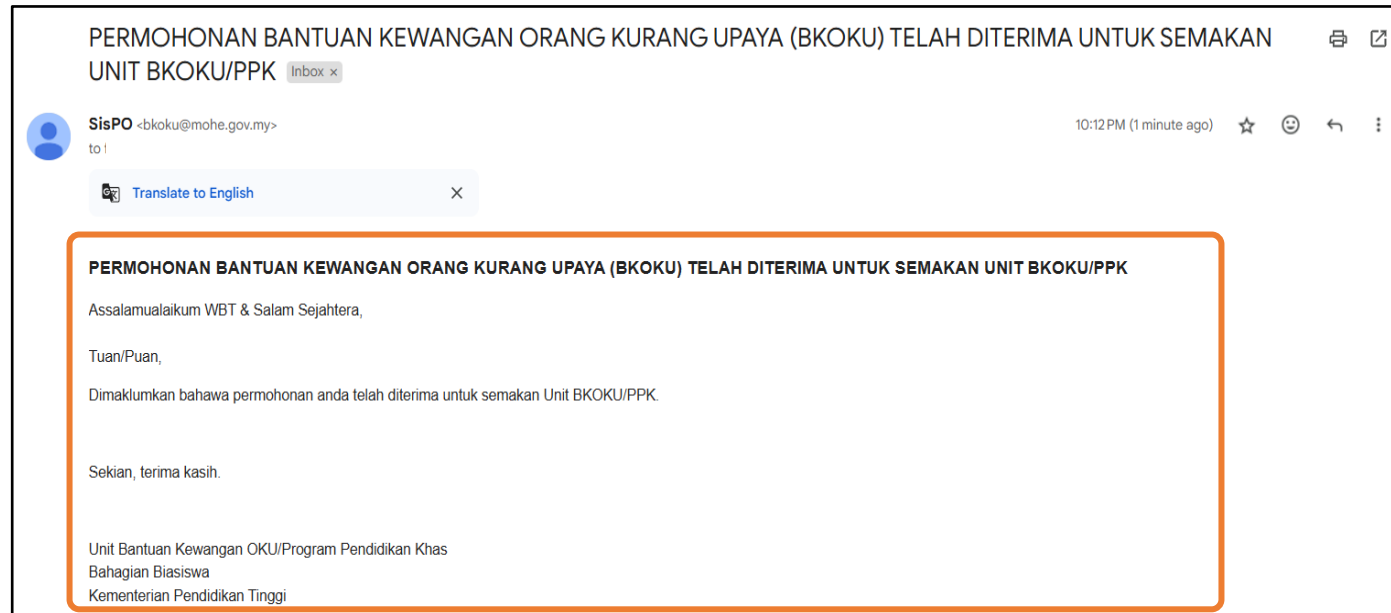 PERMOHONAN BANTUAN KEWANGAN ORANG KURANG UPAYA (BKOKU) TELAH DITERIMA UNTUK SEMAKAN
UNIT BKOKU/PPK Inbox x
SisPO <bkoku@mohe.gov.my>
10:12 PM (1 minute ago)
to
Translate to English
PERMOHONAN BANTUAN KEWANGAN ORANG KURANG UPAYA (BKOKU) TELAH DITERIMA UNTUK SEMAKAN UNIT BKOKU/PPK
Assalamualaikum WBT & Salam Sejahtera,
Tuan/Puan,
Dimaklumkan bahawa permohonan anda telah diterima untuk semakan Unit BKOKU/PPK.
Sekian, terima kasih.
Unit Bantuan Kewangan OKU/Program Pendidikan Khas
Bahagian Biasiswa
Kementerian Pendidikan Tinggi